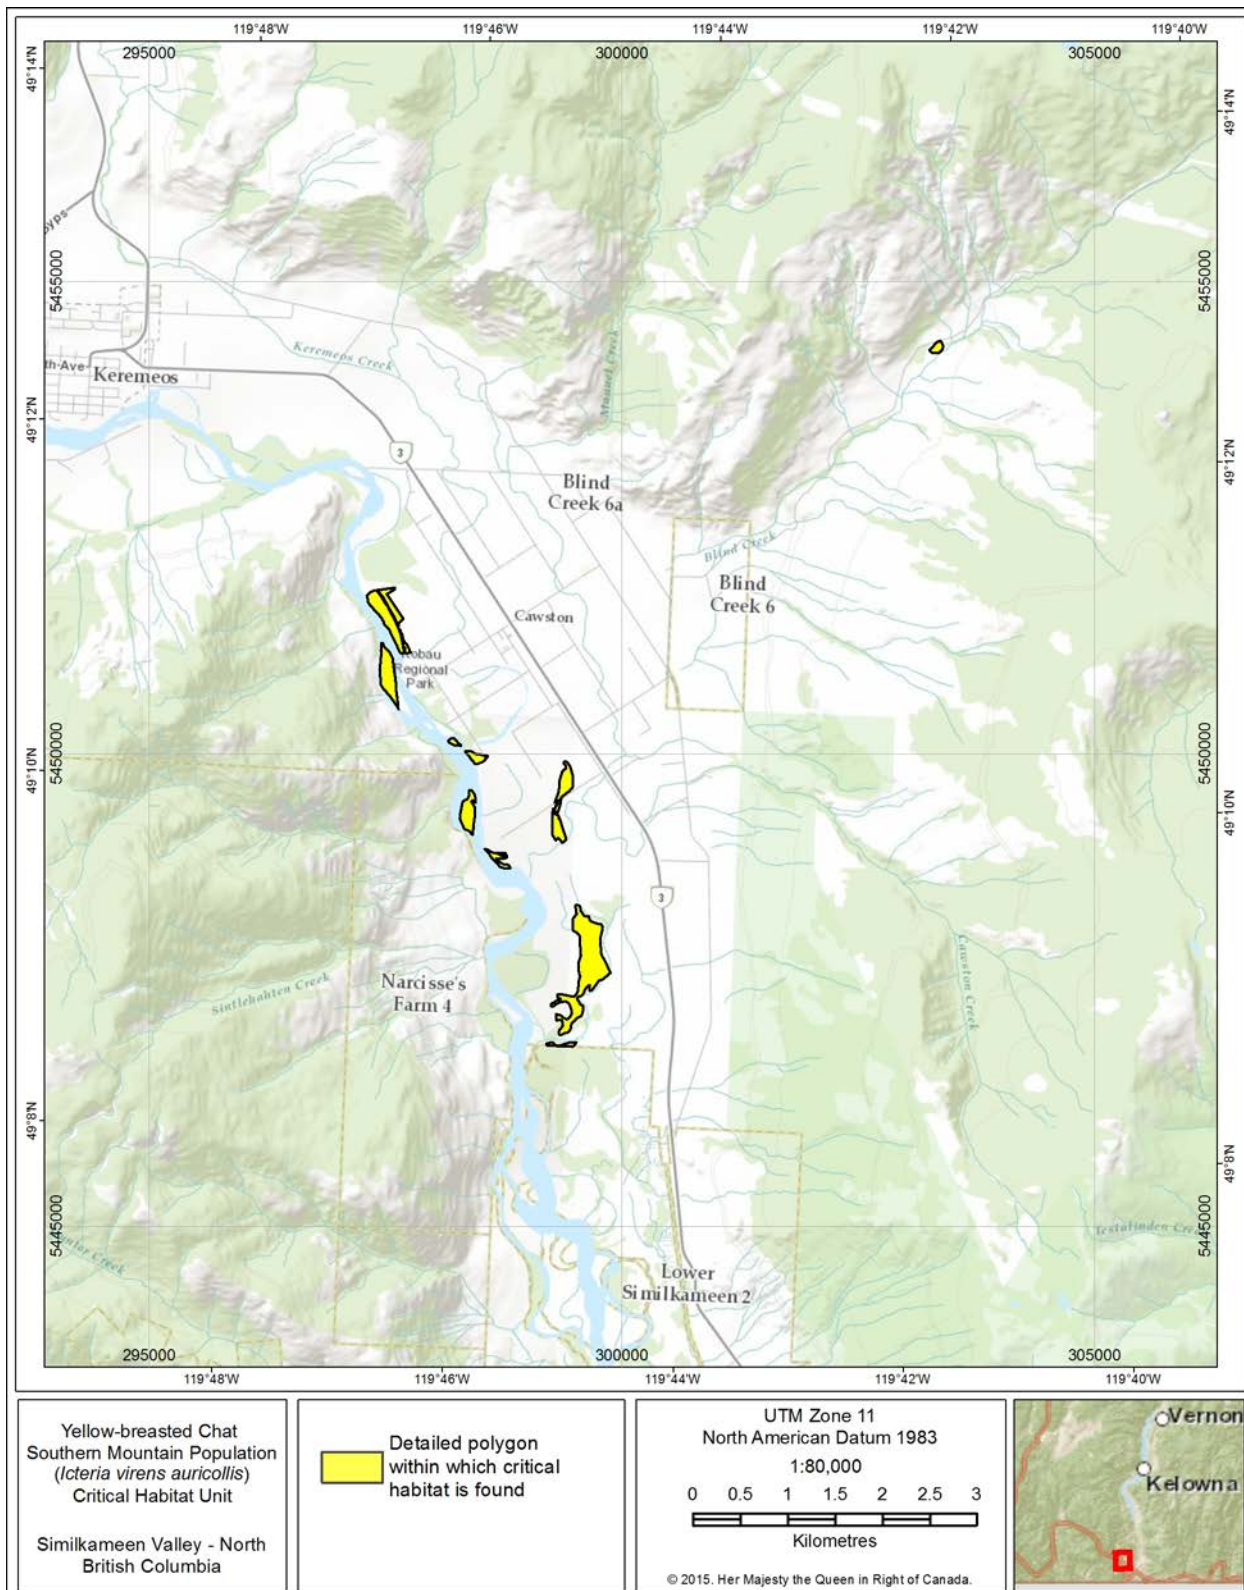 119°48'W 119°46'W 119°44'W 119°42'W 119°40'W
295000 300000 305000
49°14'N
49°14'N
5455000
5455000
Keremeos Creek
Manuel Creek
th-Ave
Keremeos
49°12'N
3
49°12'N
Blind
Creek 6a
Blind Creek
Blind
Creek 6
Cawston
Kobau
Regional
Park
5450000
5450000
49°10'N
49°10'N
3
Cawston Creek
Narcisse's
Farm 4
49°8'N
49°8'N
5445000
5445000
Testalinden Creek
Lower
Similkameen 2
295000 300000 305000
119°48'W 119°46'W 119°44'W 119°42'W 119°40'W
Yellow-breasted Chat
Southern Mountain Population
(Icteria virens auricollis)
Critical Habitat Unit
Similkameen Valley - North
British Columbia
Detailed polygon
within which critical
habitat is found
UTM Zone 11
North American Datum 1983
1:80,000
0 0.5 1 1.5 2 2.5 3
Kilometres
© 2015. Her Majesty the Queen in Right of Canada.
Vernon
Kelowna